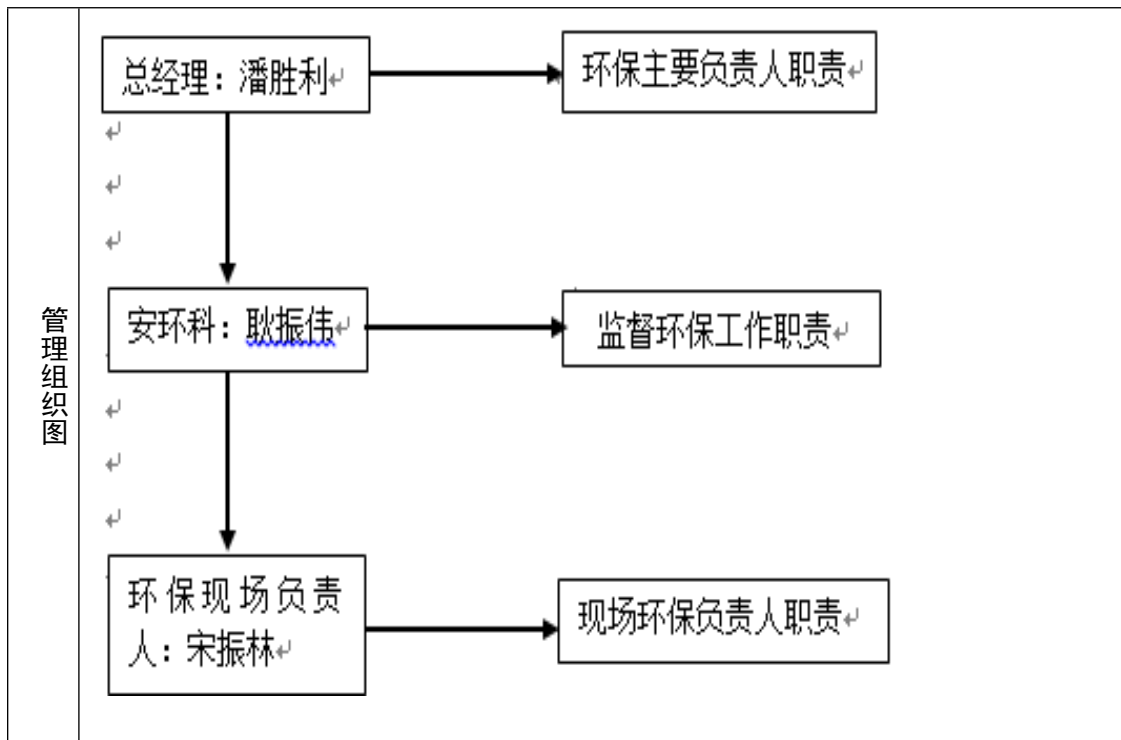 管理组织图
总经理：潘胜利
环保主要负责人职责
安环科：耿振伟
监督环保工作职责
环保现场负责
人：宋振林
现场环保负责人职责